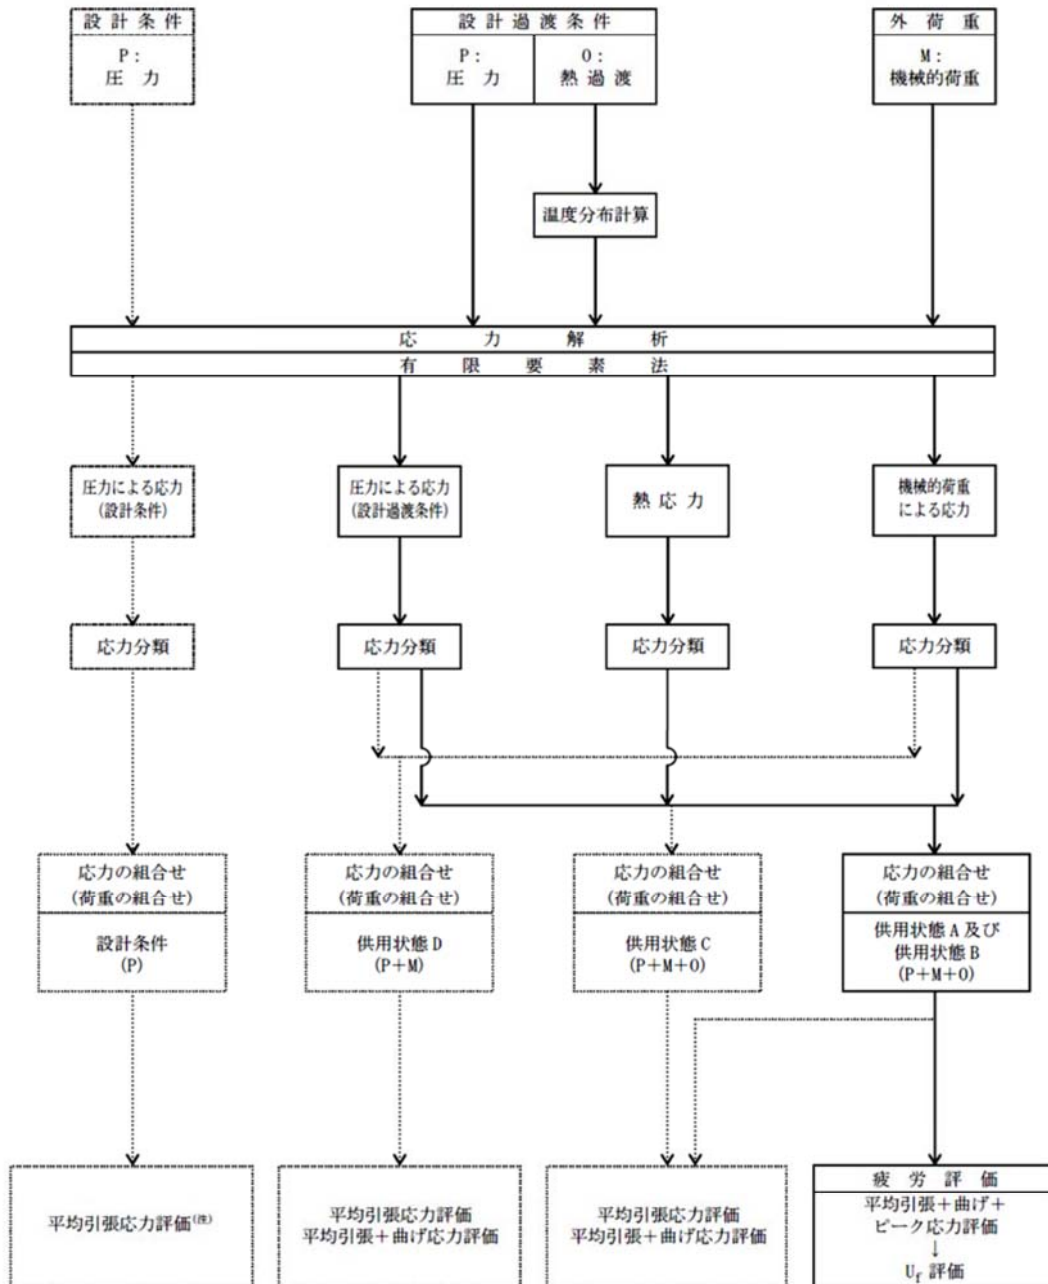 設計条件
P:
圧力
設計過渡条件
P:
圧力
O:
熱過渡
外荷重
M:
機械的荷重
温度分布計算
応力解析
有限要素法
圧力による応力
(設計条件)
圧力による応力
(設計過渡条件)
熱応力
機械的荷重
による応力
応力分類
応力分類
応力分類
応力分類
応力の組合せ
(荷重の組合せ)
設計条件
(P)
応力の組合せ
(荷重の組合せ)
供用状態D
(P+M)
応力の組合せ
(荷重の組合せ)
供用状態C
(P+M+O)
応力の組合せ
(荷重の組合せ)
供用状態A及び
供用状態B
(P+M+O)
平均引張応力評価(注)
平均引張応力評価
平均引張+曲げ応力評価
平均引張応力評価
平均引張+曲げ応力評価
疲労評価
平均引張+曲げ+
ピーク応力評価
↓
Uf 評価